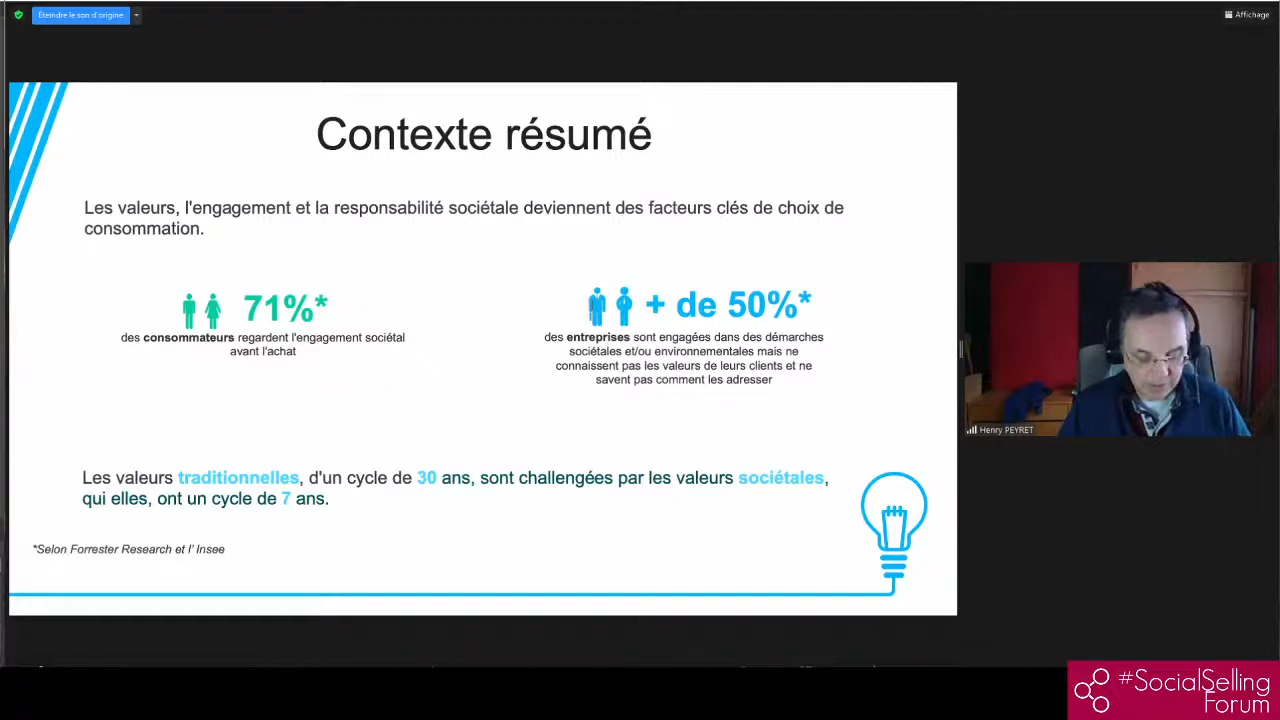 Éteindre le son d'origine
Affichage
Contexte résumé
Les valeurs, l'engagement et la responsabilité sociétale deviennent des facteurs clés de choix de
consommation.
71%*
des consommateurs regardent l'engagement sociétal
avant l'achat
+ de 50%*
des entreprises sont engagées dans des démarches
sociétales et/ou environnementales mais ne
connaissent pas les valeurs de leurs clients et ne
savent pas comment les adresser
Henry PEYRET
Les valeurs traditionnelles, d'un cycle de 30 ans, sont challengées par les valeurs sociétales,
qui elles, ont un cycle de 7 ans.
*Selon Forrester Research et l' Insee
#SocialSelling
Forum